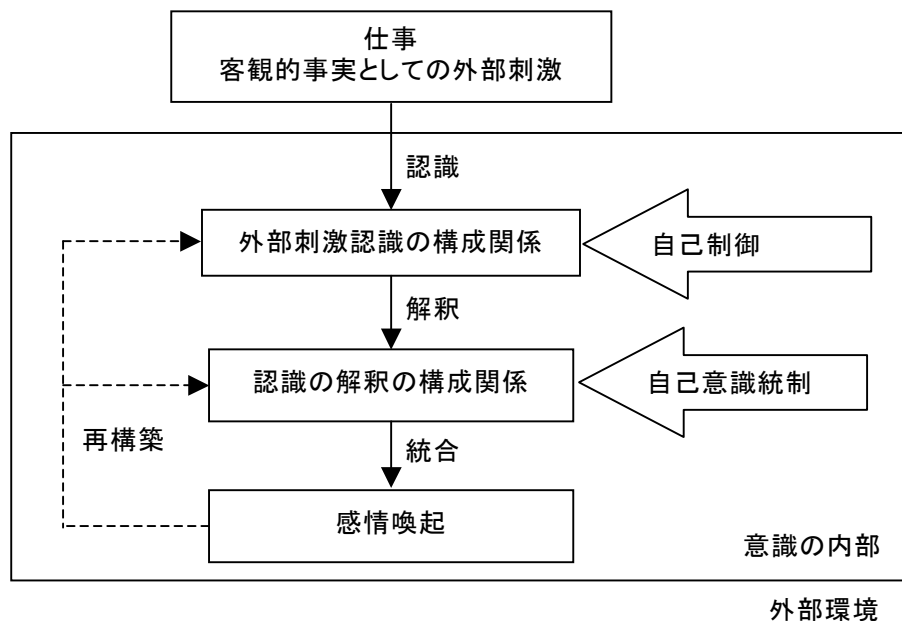 仕事
客観的事実としての外部刺激
認識
外部刺激認識の構成関係
自己制御
解釈
認識の解釈の構成関係
自己意識統制
再構築
統合
感情喚起
意識の内部
外部環境